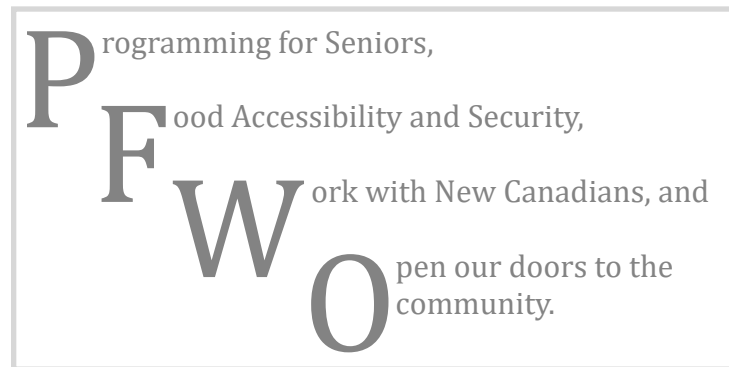 Programming for Seniors,
Food Accessibility and Security,
Work with New Canadians, and
Open our doors to the
community.